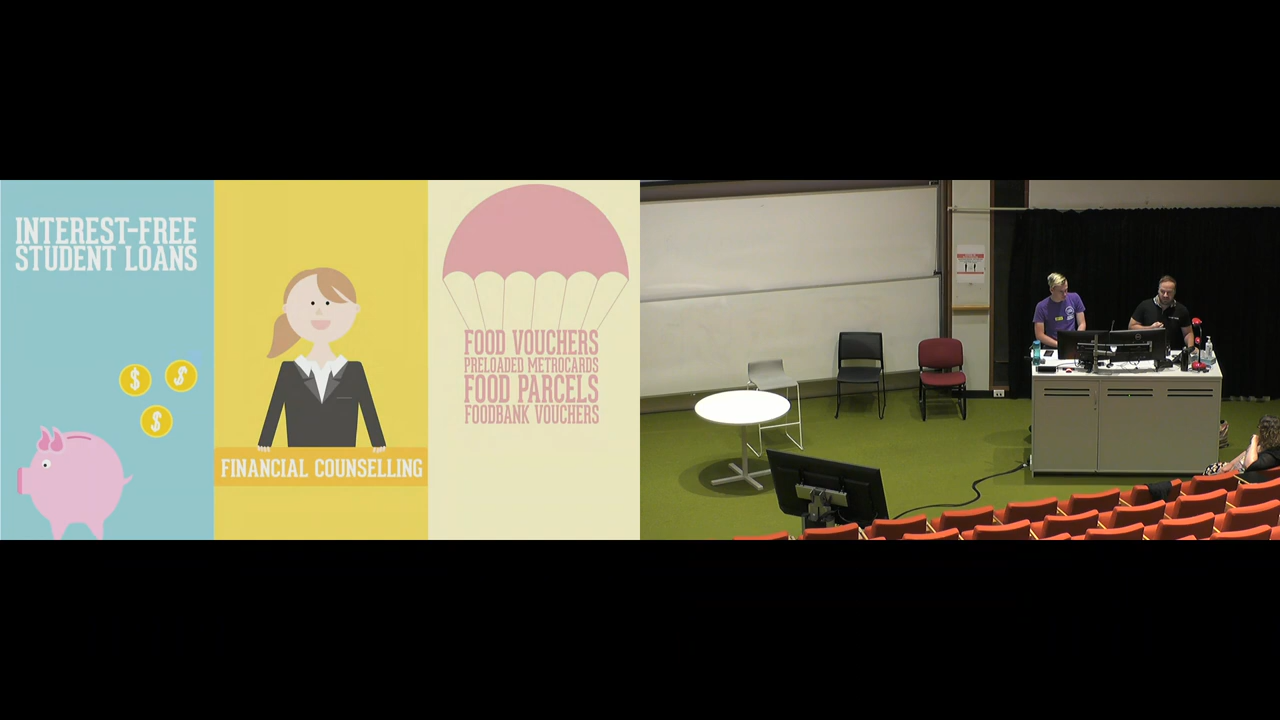 INTEREST-FREE
STUDENT LOANS
$
$
$
FINANCIAL COUNSELLING
FOOD VOUCHERS
PRELOADED METROCARDS
FOOD PARCELS
FOODBANK VOUCHERS